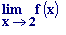 lim f(x)
x → 2